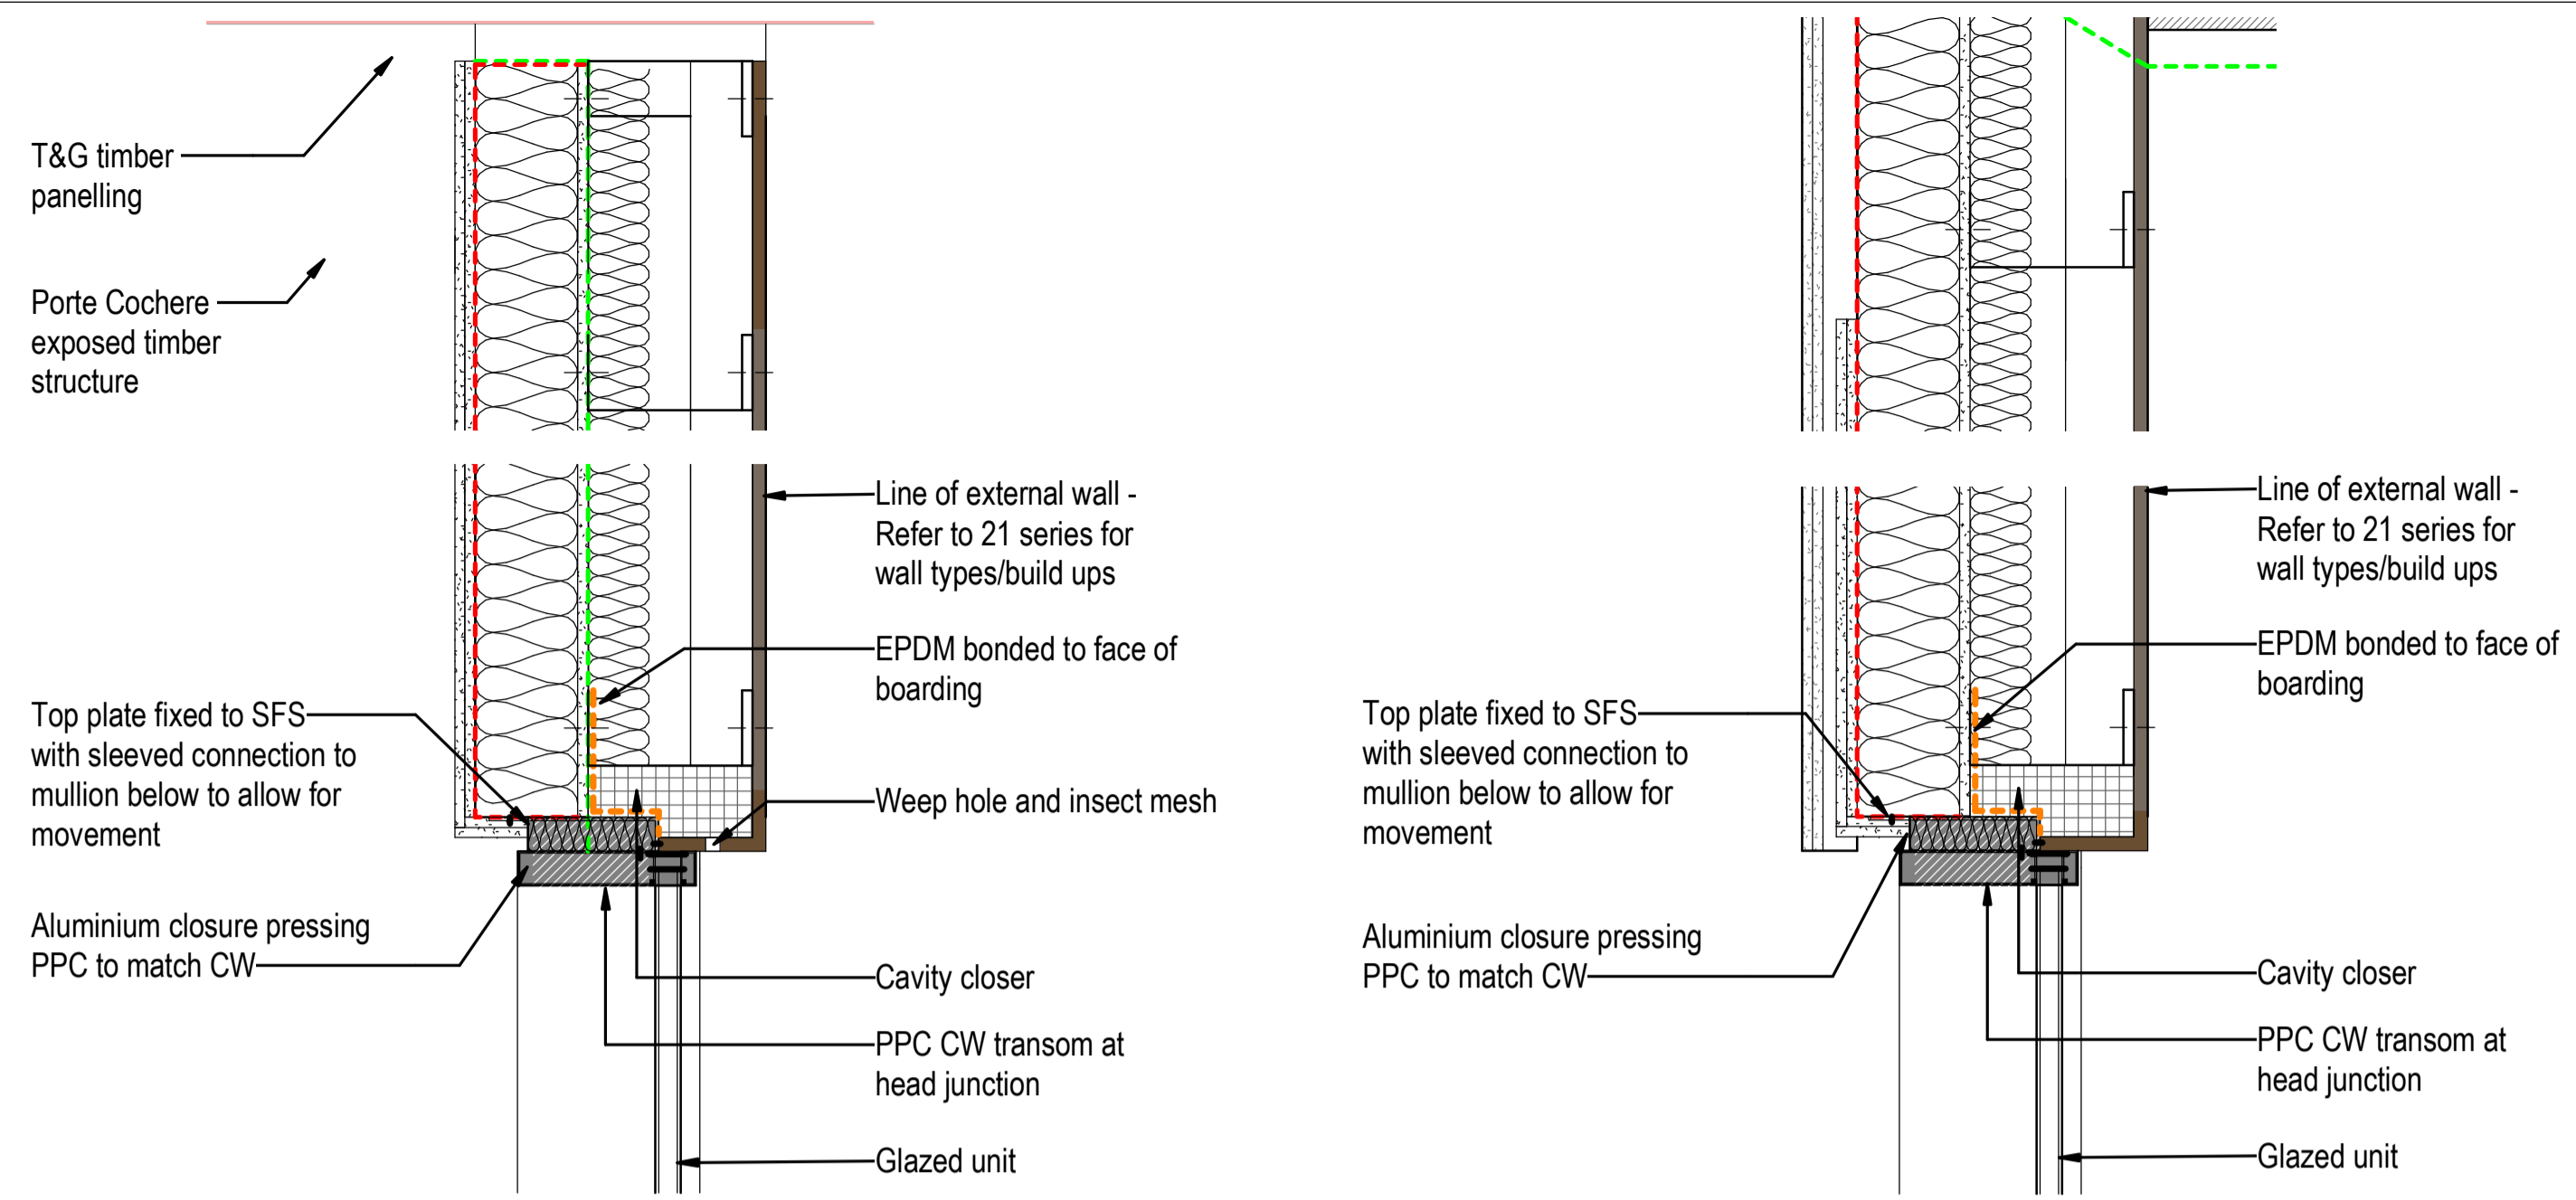 T&G timber
panelling
Porte Cochere
exposed timber
structure
Top plate fixed to SFS
with sleeved connection to
mullion below to allow for
movement
Aluminium closure pressing
PPC to match CW
Line of external wall -
Refer to 21 series for
wall types/build ups
EPDM bonded to face of
boarding
Weep hole and insect mesh
Cavity closer
PPC CW transom at
head junction
Glazed unit
Top plate fixed to SFS
with sleeved connection to
mullion below to allow for
movement
Aluminium closure pressing
PPC to match CW
Line of external wall -
Refer to 21 series for
wall types/build ups
EPDM bonded to face of
boarding
Cavity closer
PPC CW transom at
head junction
Glazed unit